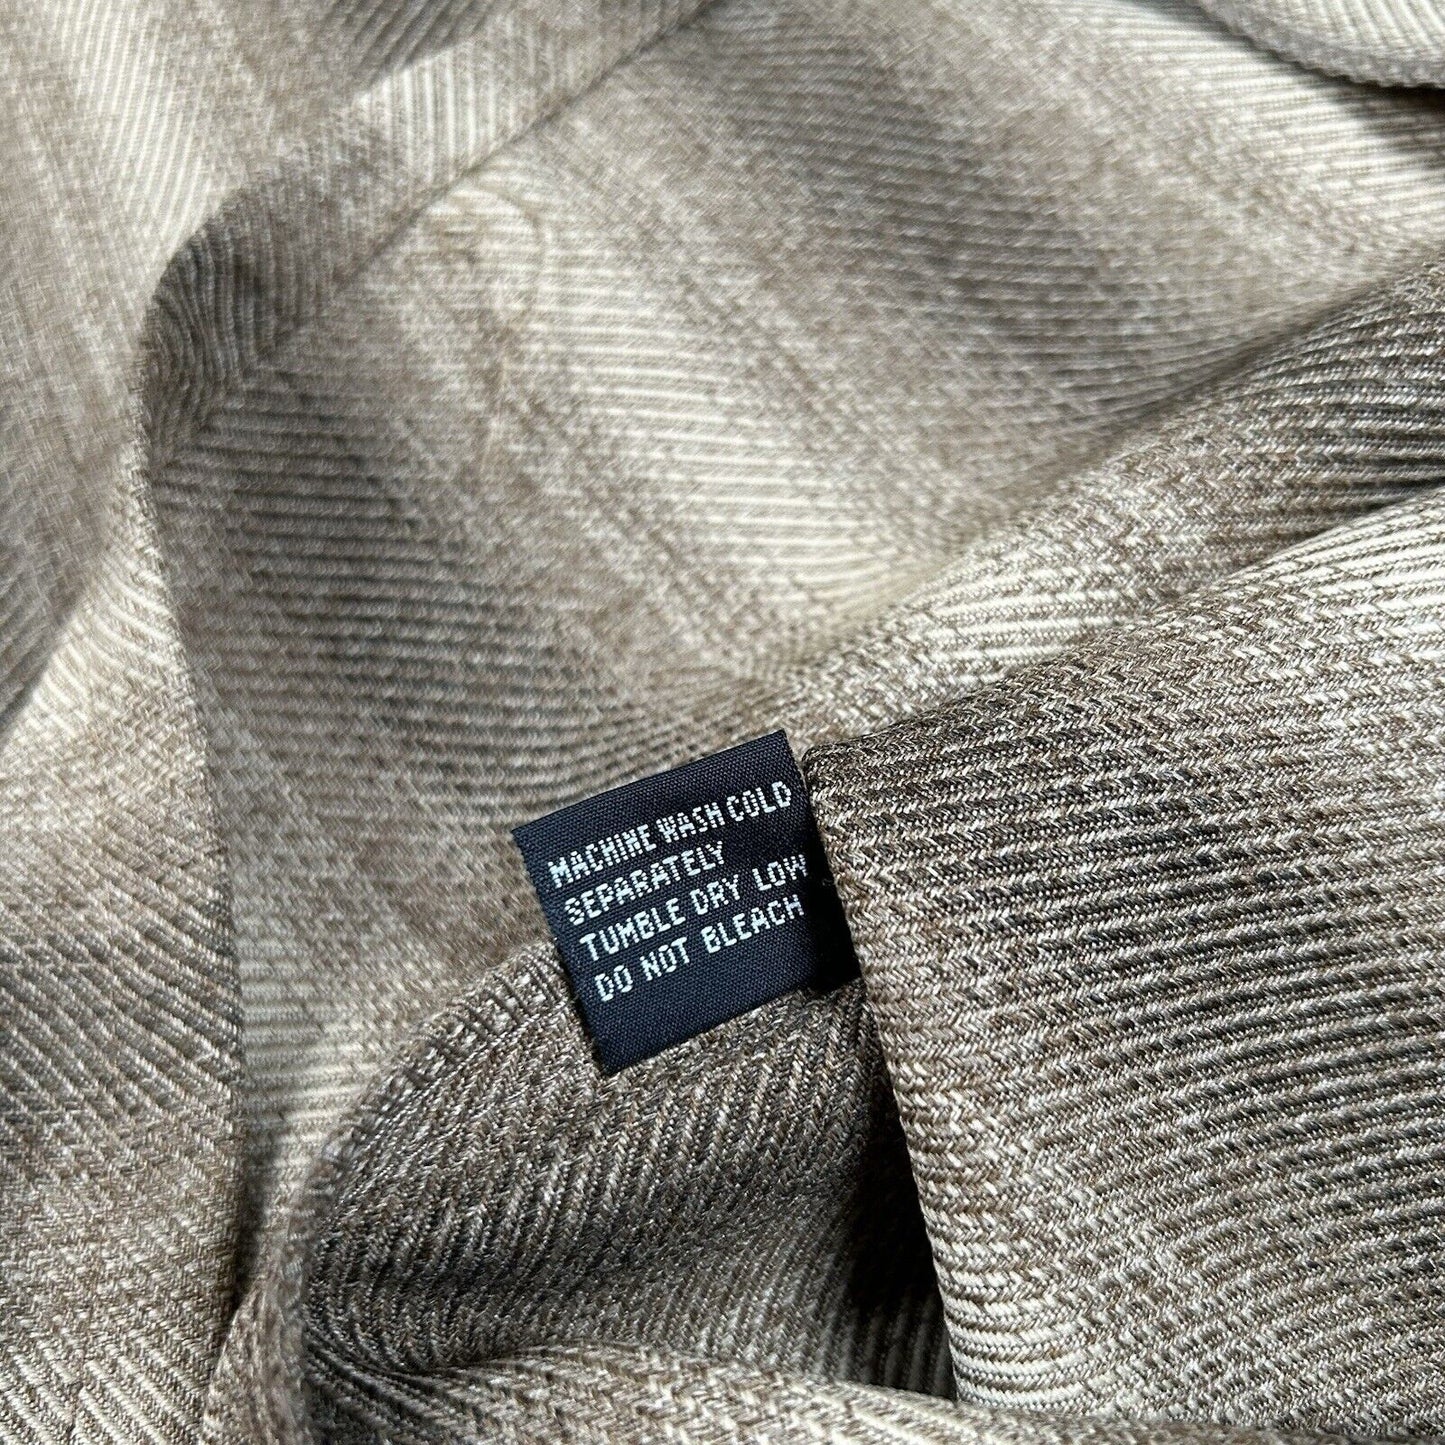 MACHINE WASH COLD
SEPARATELY
TUMBLE DRY LOW
DO NOT BLEACH